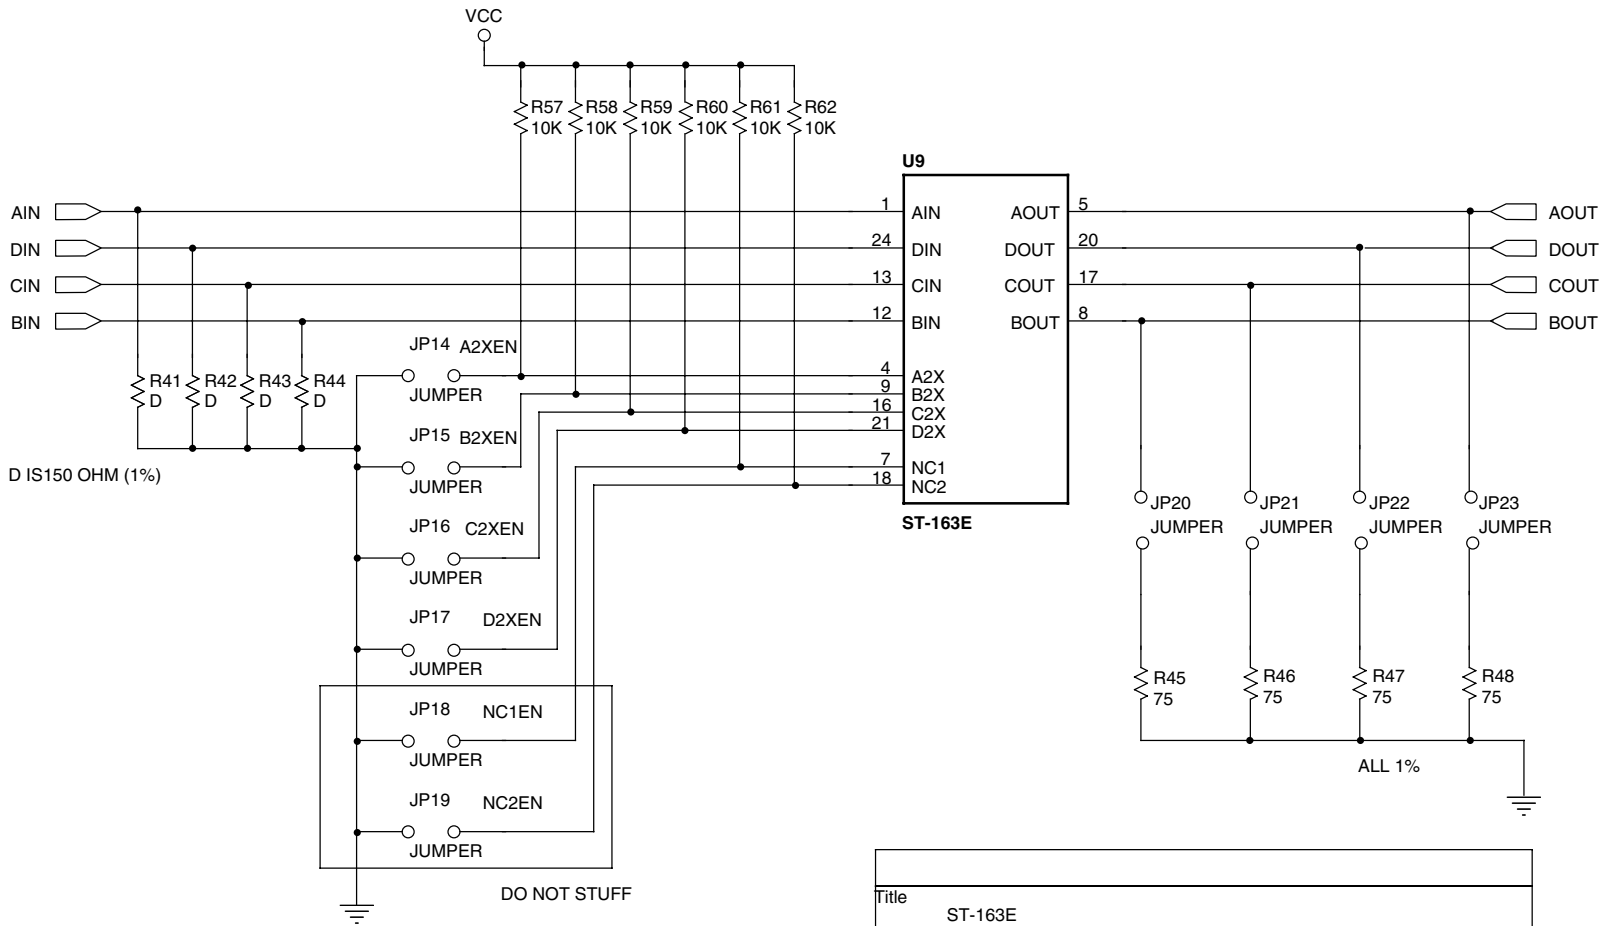 VCC
R57 R58 R59 R60 R61 R62
10K 10K 10K 10K 10K 10K
U9
AIN 1 AIN AOUT 5 AOUT
DIN 24 DIN DOUT 20 DOUT
CIN 13 CIN COUT 17 COUT
BIN 12 BIN BOUT 8 BOUT
JP14 A2XEN
JUMPER
R41 R42 R43 R44
D D D D
4 A2X
9 B2X
16 C2X
21 D2X
JP15 B2XEN
JUMPER
7 NC1
18 NC2
D IS150 OHM (1%)
ST-163E
JP16 C2XEN
JUMPER
JP20 JP21 JP22 JP23
JUMPER JUMPER JUMPER JUMPER
JP17 D2XEN
JUMPER
R45 R46 R47 R48
75 75 75 75
JP18 NC1EN
JUMPER
ALL 1%
JP19 NC2EN
JUMPER
DO NOT STUFF
Title
ST-163E